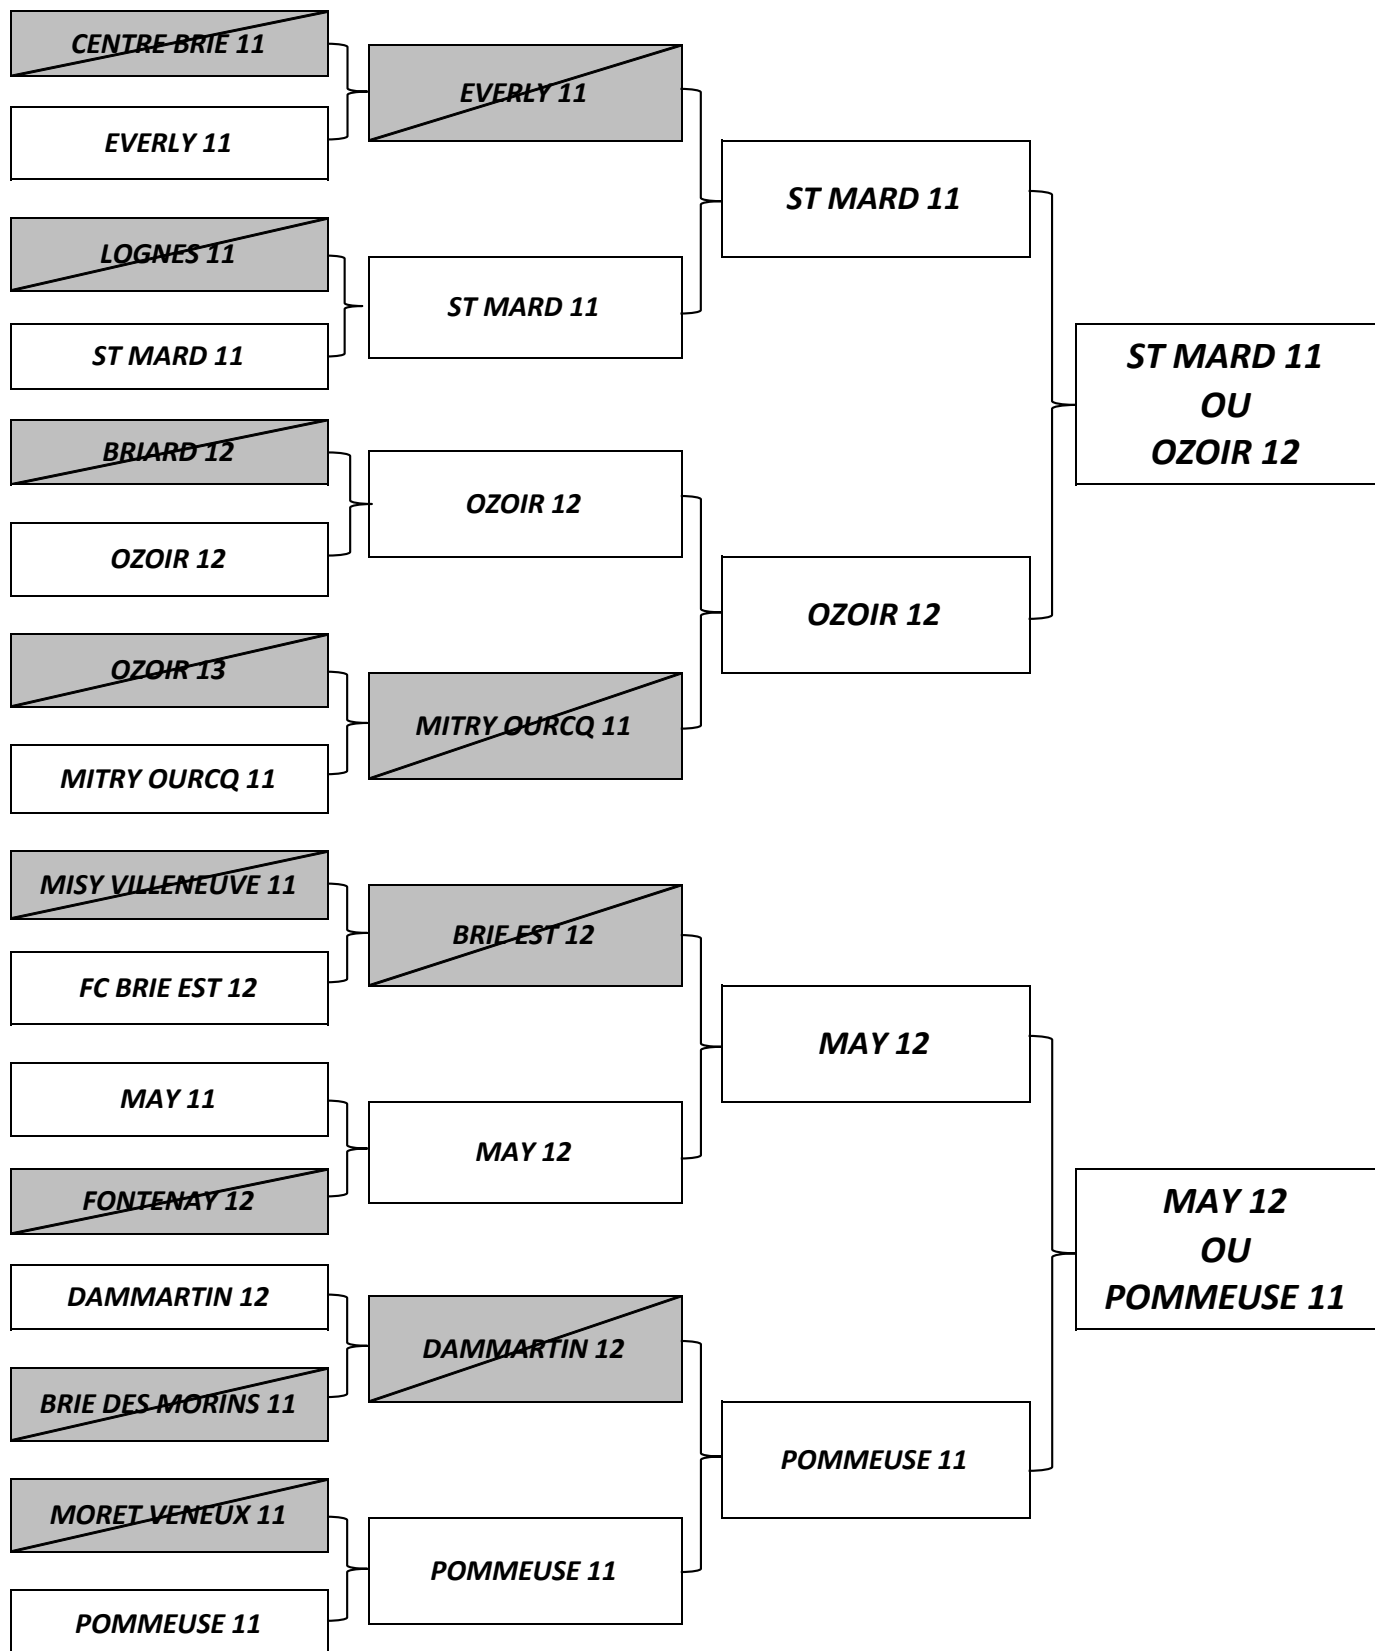 CENTRE BRIE 11
EVERLY 11
LOGNES 11
ST MARD 11
BRIARD 12
OZOIR 12
OZOIR 13
MITRY OURCQ 11
MISY VILLENEUVE 11
FC BRIE EST 12
MAY 11
FONTENAY 12
DAMMARTIN 12
BRIE DES MORINS 11
MORET VENEUX 11
POMMEUSE 11
EVERLY 11
ST MARD 11
OZOIR 12
MITRY OURCQ 11
BRIE EST 12
MAY 12
DAMMARTIN 12
POMMEUSE 11
ST MARD 11
OZOIR 12
MAY 12
POMMEUSE 11
ST MARD 11
OU
OZOIR 12
MAY 12
OU
POMMEUSE 11